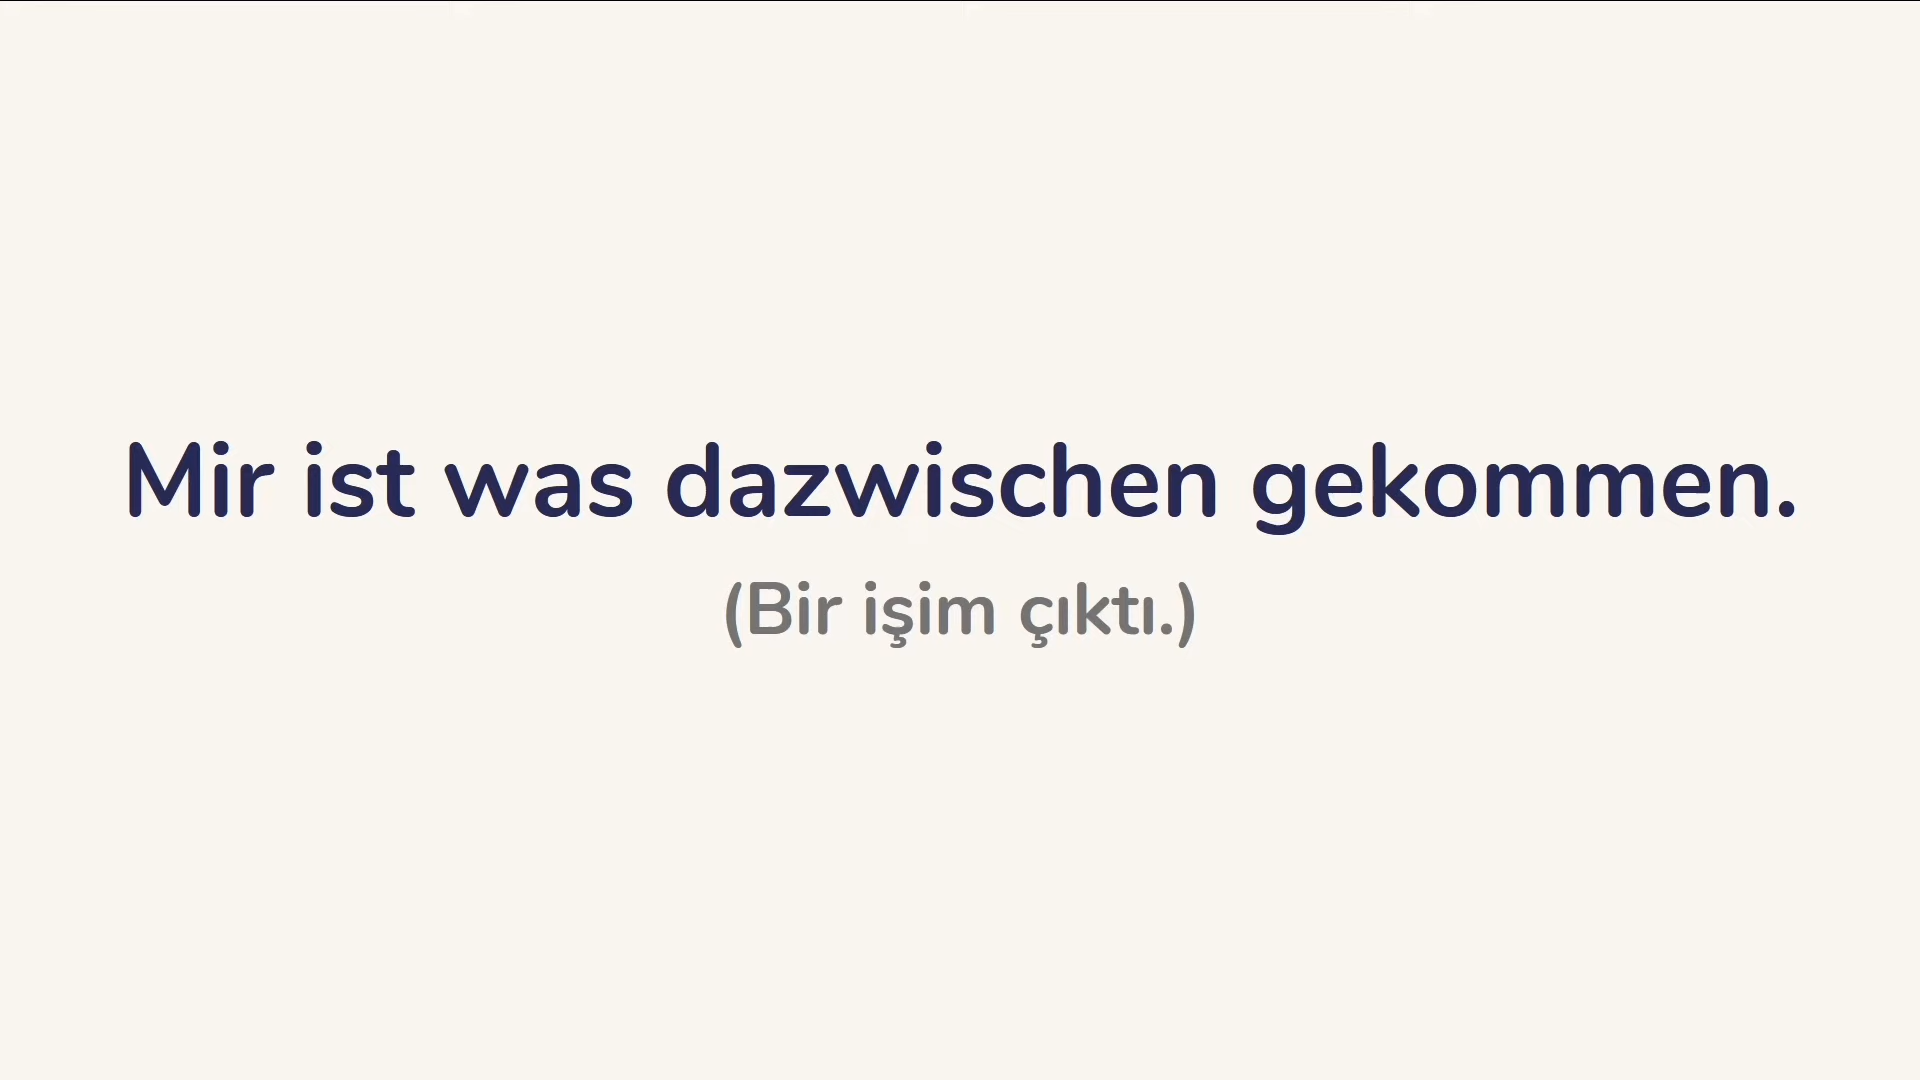 Mir ist was dazwischen gekommen.
(Bir işim çıktı.)